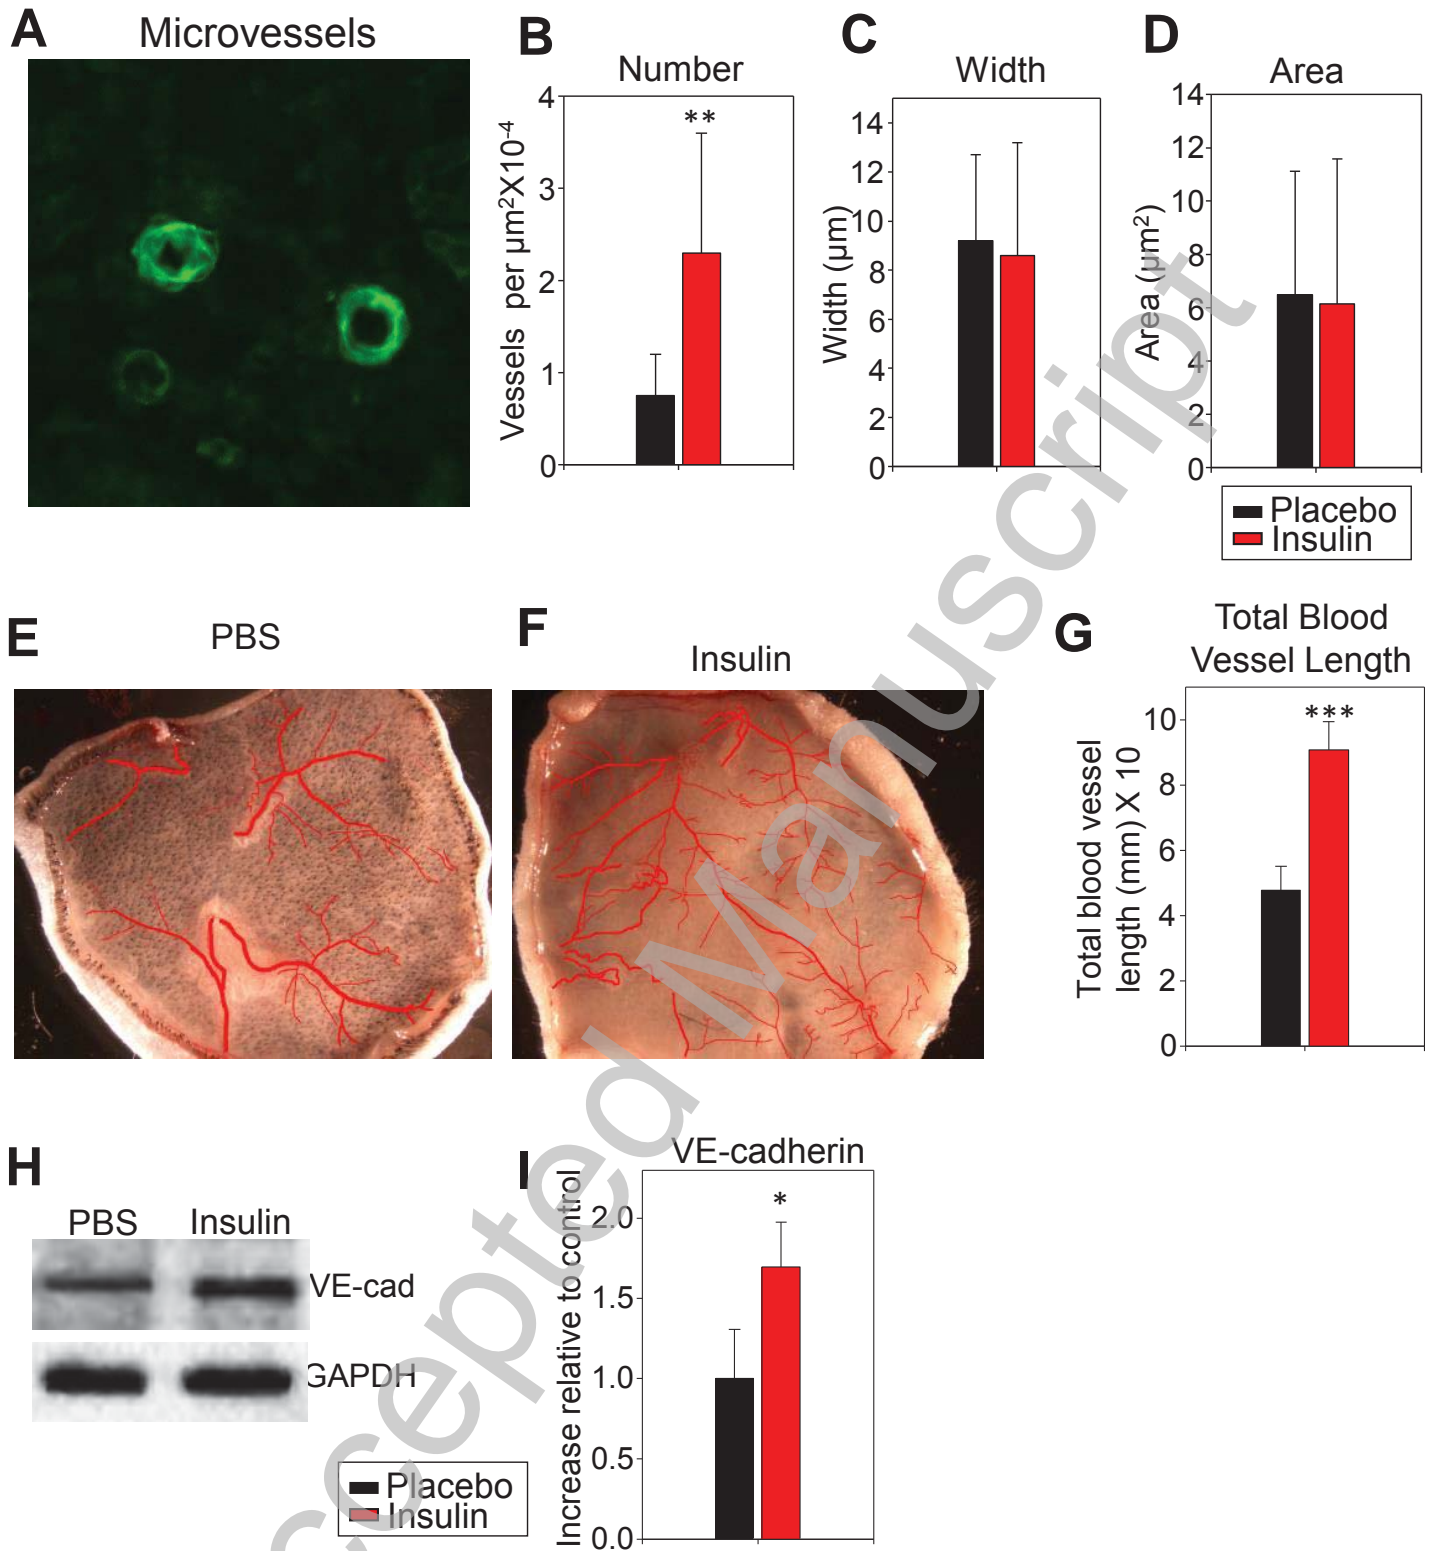 A
Microvessels
B
Number
Vessels per µm²X10⁻⁴
4
3
2
1
0
**
C
Width
Width (µm)
14
12
10
8
6
4
2
0
D
Area
Area (µm²)
14
12
10
8
6
4
2
0
Placebo
Insulin
E
PBS
F
Insulin
G
Total Blood
Vessel Length
Total blood vessel
length (mm) X 10
10
8
6
4
2
0
***
H
PBS Insulin
VE-cad
GAPDH
Placebo
Insulin
I
VE-cadherin
Increase relative to control
2.0
1.5
1.0
0.5
0.0
*
ccepted Manuscript